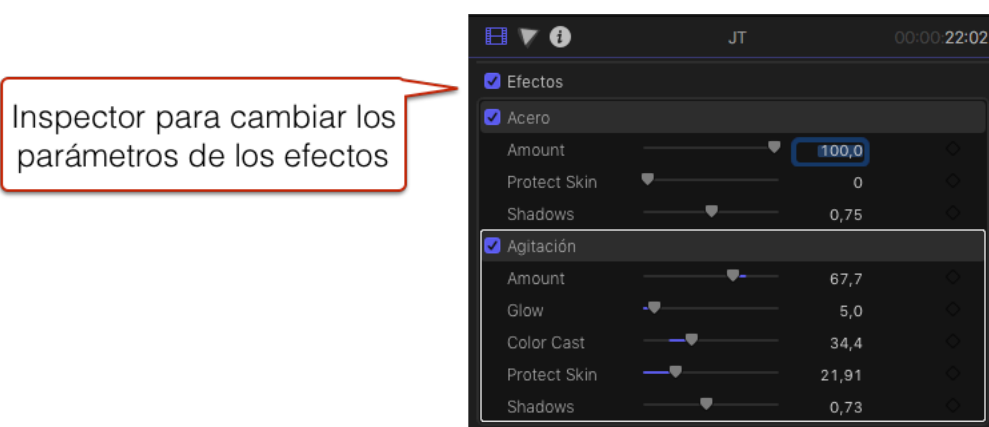 JT 00:00:22:02
Inspector para cambiar los
parámetros de los efectos
Efectos
Acero
Amount 100,0
Protect Skin 0
Shadows 0,75
Agitación
Amount 67,7
Glow 5,0
Color Cast 34,4
Protect Skin 21,91
Shadows 0,73